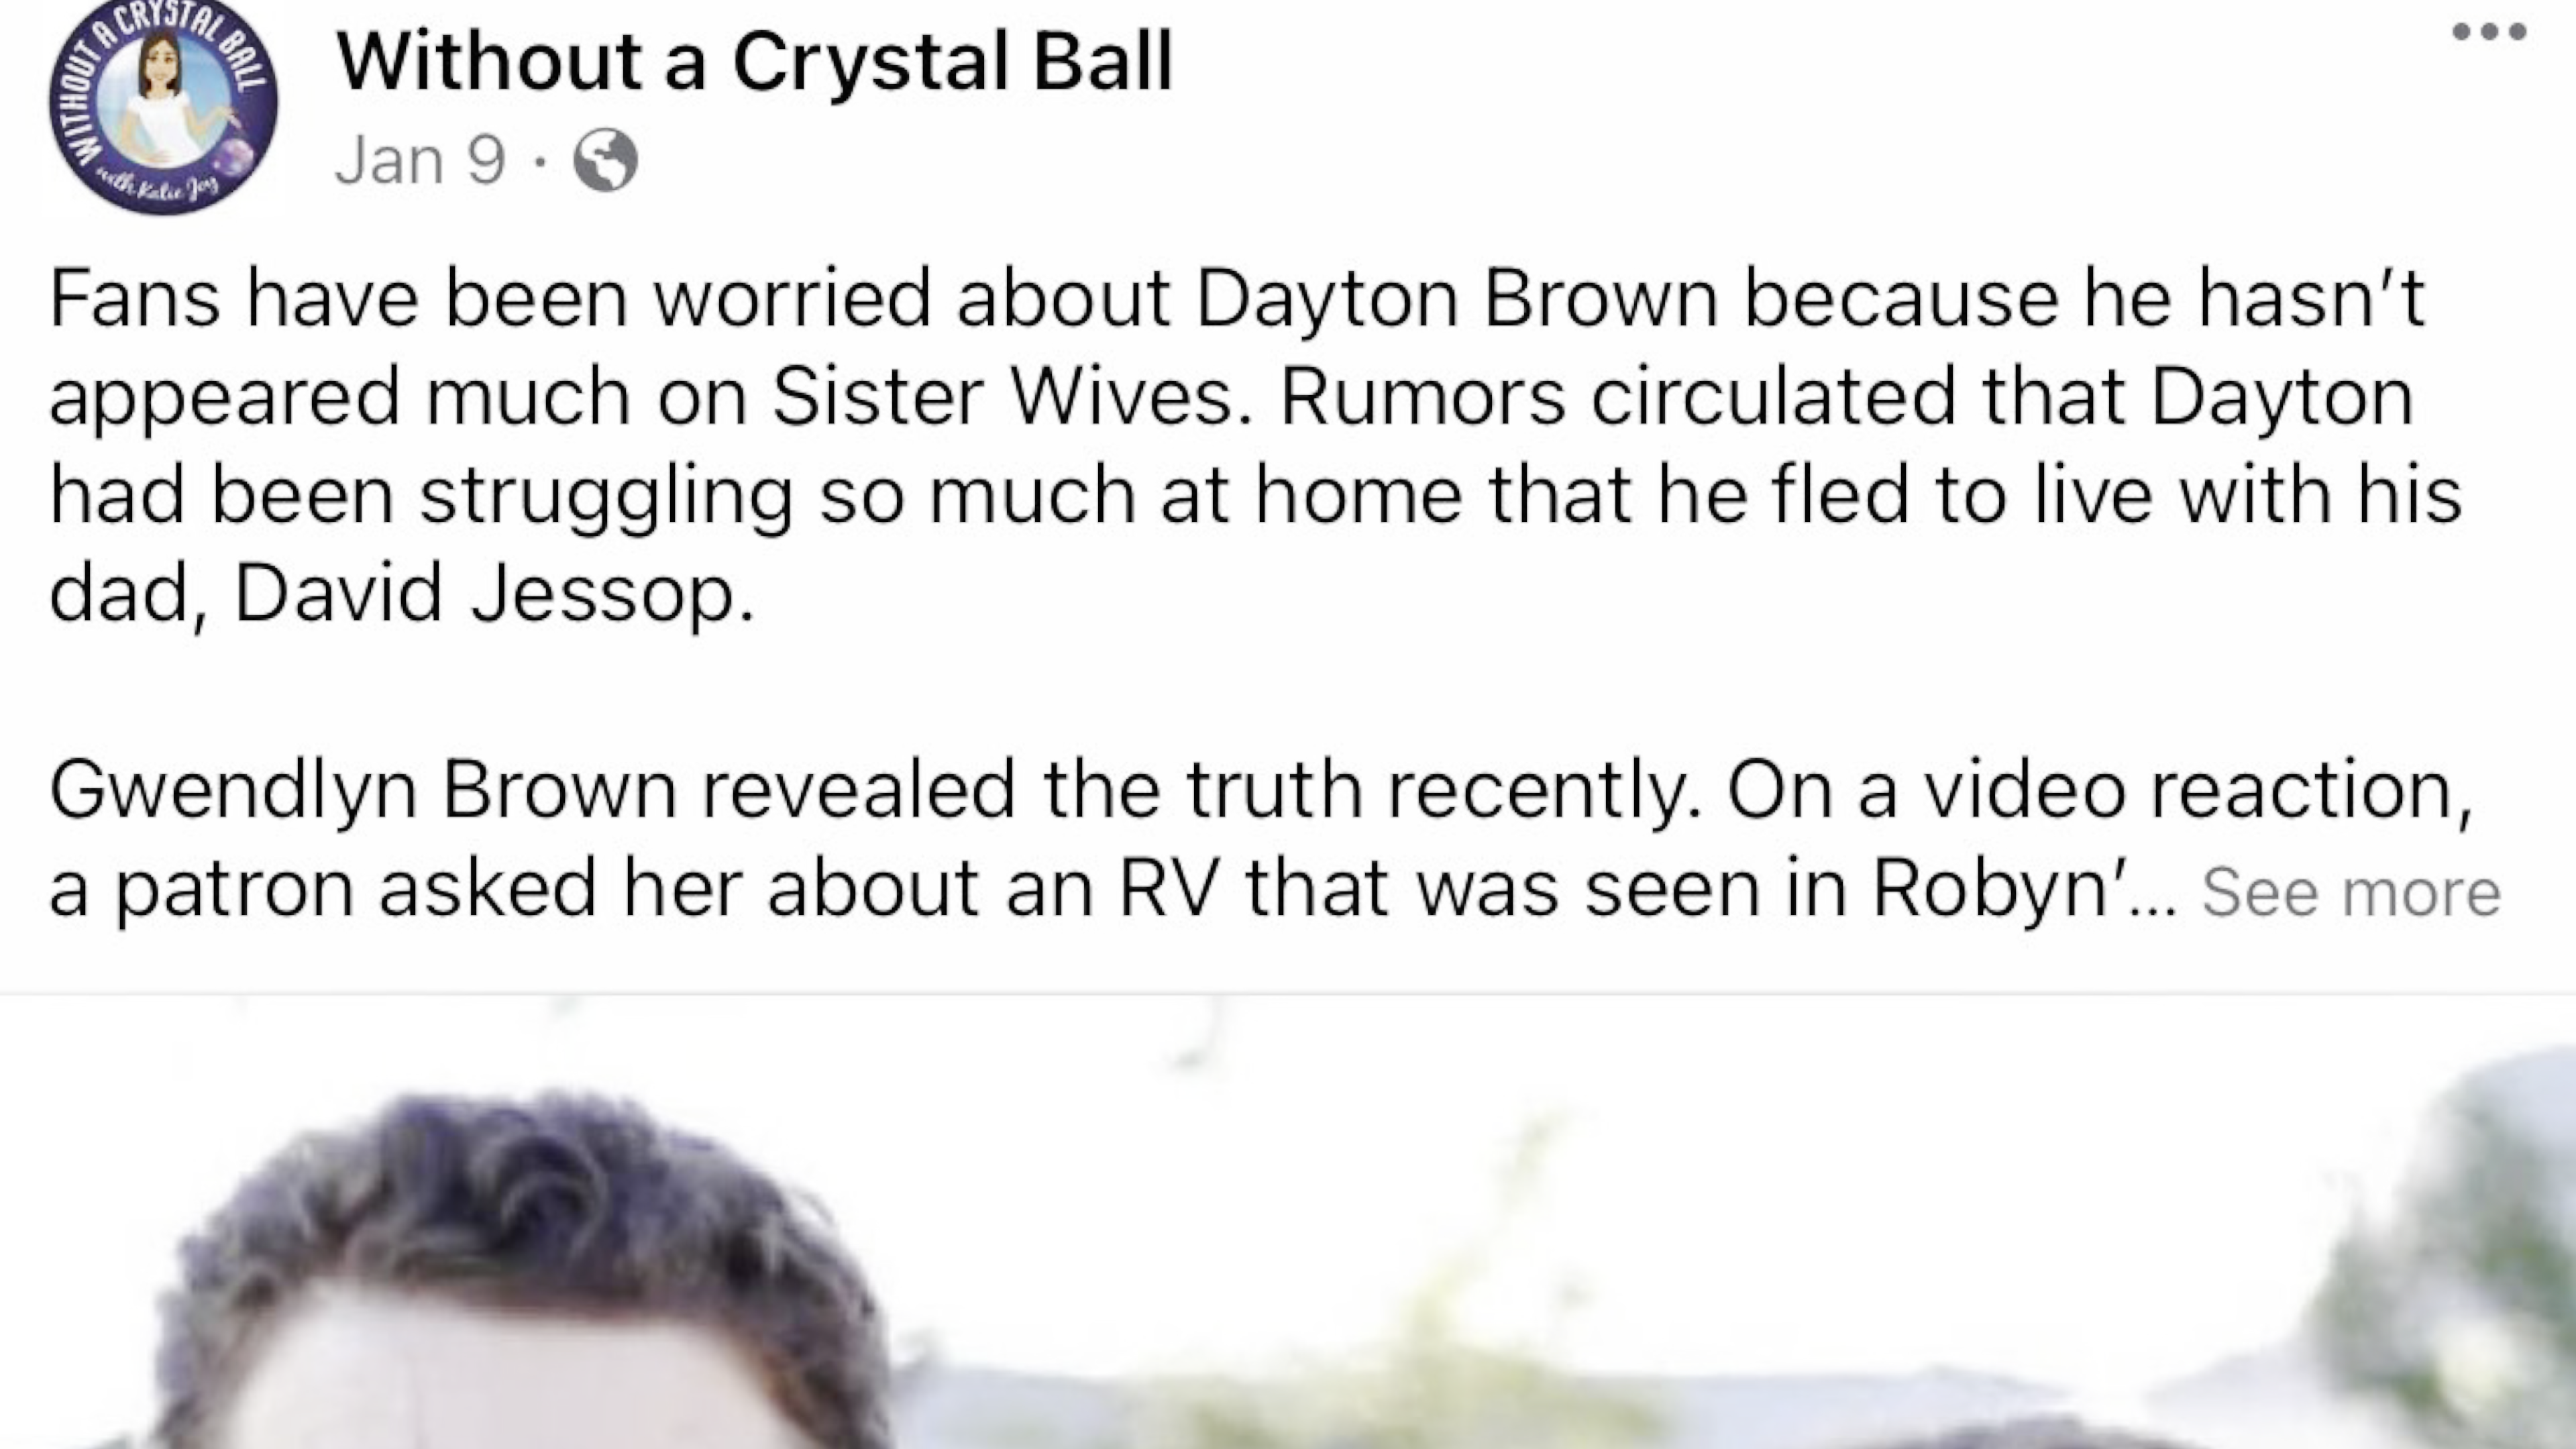 WITHOUT A CRYSTAL BALL
with Katie Joy
Without a Crystal Ball
Jan 9 ·
Fans have been worried about Dayton Brown because he hasn’t
appeared much on Sister Wives. Rumors circulated that Dayton
had been struggling so much at home that he fled to live with his
dad, David Jessop.
Gwendlyn Brown revealed the truth recently. On a video reaction,
a patron asked her about an RV that was seen in Robyn’... See more